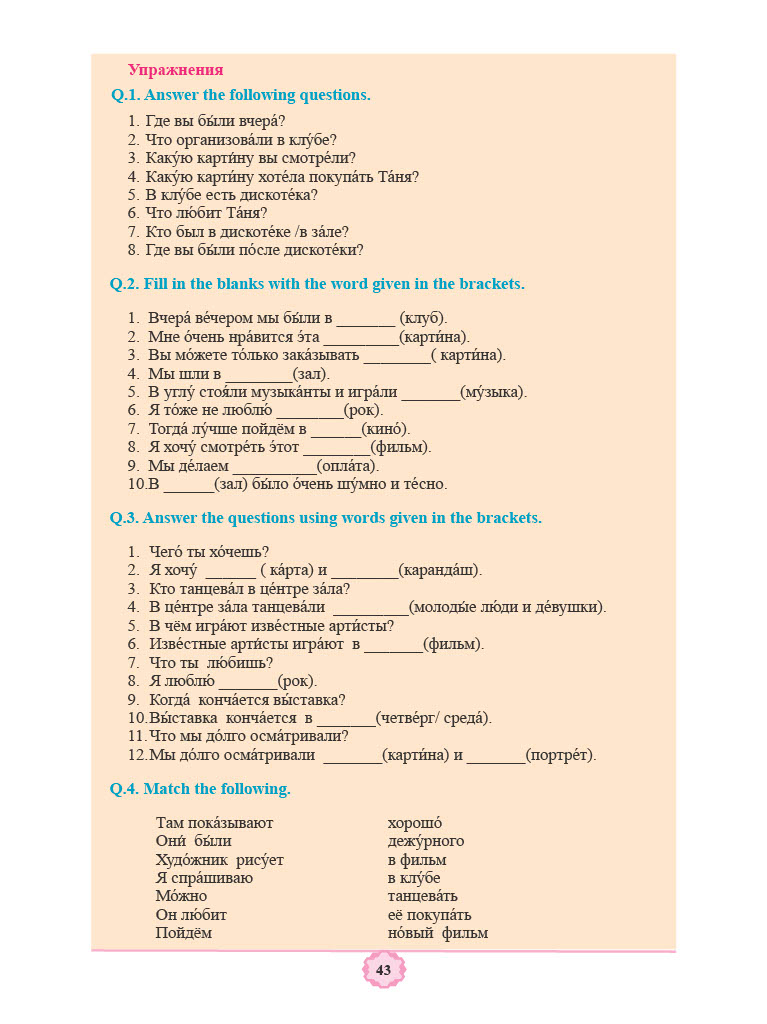 Упражнения
Q.1. Answer the following questions.
1. Где вы бы́ли вчера́?
2. Что организова́ли в клу́бе?
3. Каку́ю карти́ну вы смотре́ли?
4. Каку́ю карти́ну хоте́ла покупа́ть Та́ня?
5. В клу́бе есть дискоте́ка?
6. Что лю́бит Та́ня?
7. Кто был в дискоте́ке /в за́ле?
8. Где вы бы́ли по́сле дискоте́ки?
Q.2. Fill in the blanks with the word given in the brackets.
1. Вчера́ ве́чером мы бы́ли в _______ (клуб).
2. Мне о́чень нра́вится э́та _________(карти́на).
3. Вы мо́жете то́лько зака́зывать ________( карти́на).
4. Мы шли в ________(зал).
5. В углу́ стоя́ли музыка́нты и игра́ли _______(му́зыка).
6. Я то́же не люблю́ ________(рок).
7. Тогда́ лу́чше пойдём в ______(кино́).
8. Я хочу́ смотре́ть э́тот ________(фильм).
9. Мы де́лаем __________(опла́та).
10.В ______(зал) бы́ло о́чень шу́мно и те́сно.
Q.3. Answer the questions using words given in the brackets.
1. Чего́ ты хо́чешь?
2. Я хочу́ ______ ( ка́рта) и ________(каранда́ш).
3. Кто танцева́л в це́нтре за́ла?
4. В це́нтре за́ла танцева́ли _________(молоды́е лю́ди и де́вушки).
5. В чём игра́ют изве́стные арти́сты?
6. Изве́стные арти́сты игра́ют в _______(фильм).
7. Что ты лю́бишь?
8. Я люблю́ _______(рок).
9. Когда́ конча́ется вы́ставка?
10.Вы́ставка конча́ется в _______(четве́рг/ среда́).
11.Что мы до́лго осма́тривали?
12.Мы до́лго осма́тривали _______(карти́на) и _______(портре́т).
Q.4. Match the following.
Там пока́зывают хорошо́
Они́ бы́ли дежу́рного
Худо́жник рису́ет в фильм
Я спра́шиваю в клу́бе
Мо́жно танцева́ть
Он лю́бит её покупа́ть
Пойдём но́вый фильм
43